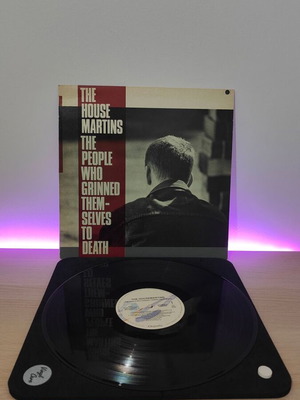 THE
HOUSE
MARTINS
THE
PEOPLE
WHO
GRINNED
THEM-
SELVES
TO
DEATH